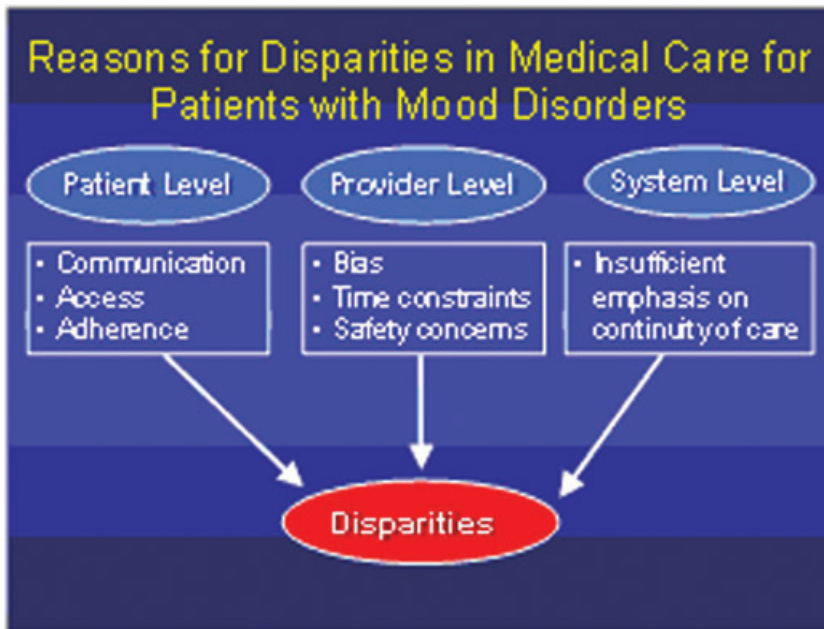 Reasons for Disparities in Medical Care for
Patients with Mood Disorders
Patient Level
Provider Level
System Level
• Communication
• Access
• Adherence
• Bias
• Time constraints
• Safety concerns
• Insufficient
emphasis on
continuity of care
Disparities